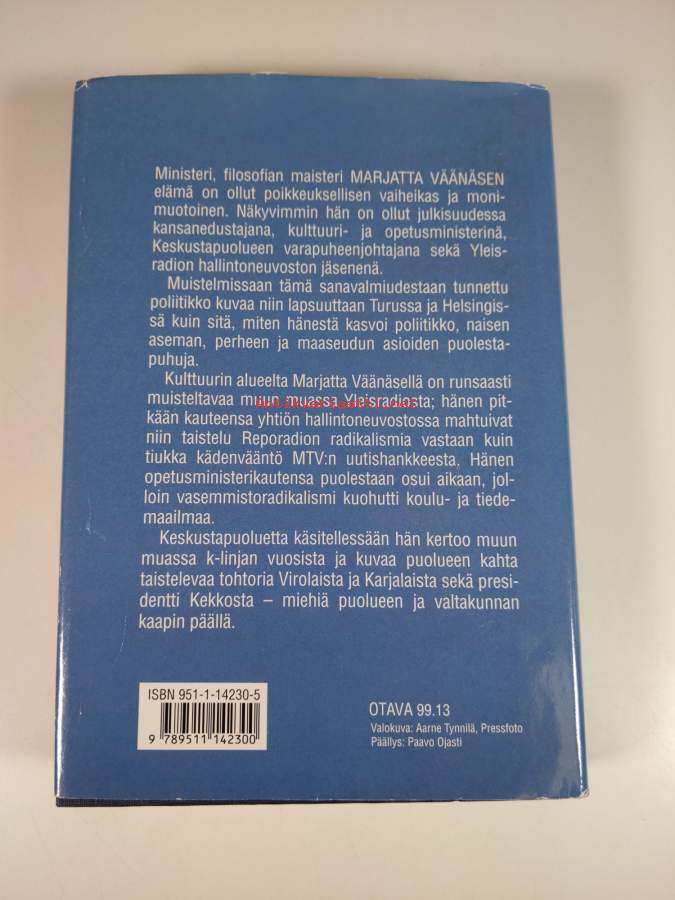 Ministeri, filosofian maisteri MARJATTA VÄÄNÄSEN
elämä on ollut poikkeuksellisen vaiheikas ja moni-
muotoinen. Näkyvimmin hän on ollut julkisuudessa
kansanedustajana, kulttuuri- ja opetusministerinä,
Keskustapuolueen varapuheenjohtajana sekä Yleis-
radion hallintoneuvoston jäsenenä.
Muistelmissaan tämä sanavalmiudestaan tunnettu
poliitikko kuvaa niin lapsuuttaan Turussa ja Helsingis-
sä kuin sitä, miten hänestä kasvoi poliitikko, naisen
aseman, perheen ja maaseudun asioiden puolesta-
puhuja.
Kulttuurin alueelta Marjatta Väänäsellä on runsaasti
muisteltavaa muun muassa Yleisradiosta; hänen pit-
kään kauteensa yhtiön hallintoneuvostossa mahtuivat
niin taistelu Reporadion radikalismia vastaan kuin
tiukka kädenvääntö MTV:n uutishankkeesta. Hänen
opetusministerikautensa puolestaan osui aikaan, jol-
loin vasemmistoradikalismi kuohutti koulu- ja tiede-
maailmaa.
Keskustapuoluetta käsitellessään hän kertoo muun
muassa k-linjan vuosista ja kuvaa puolueen kahta
taistelevaa tohtoria Virolaista ja Karjalaista sekä presi-
dentti Kekkosta – miehiä puolueen ja valtakunnan
kaapin päällä.
ISBN 951-1-14230-5
9 789511 142300
OTAVA 99.13
Valokuva: Aarne Tynnilä, Pressfoto
Päällys: Paavo Ojasti